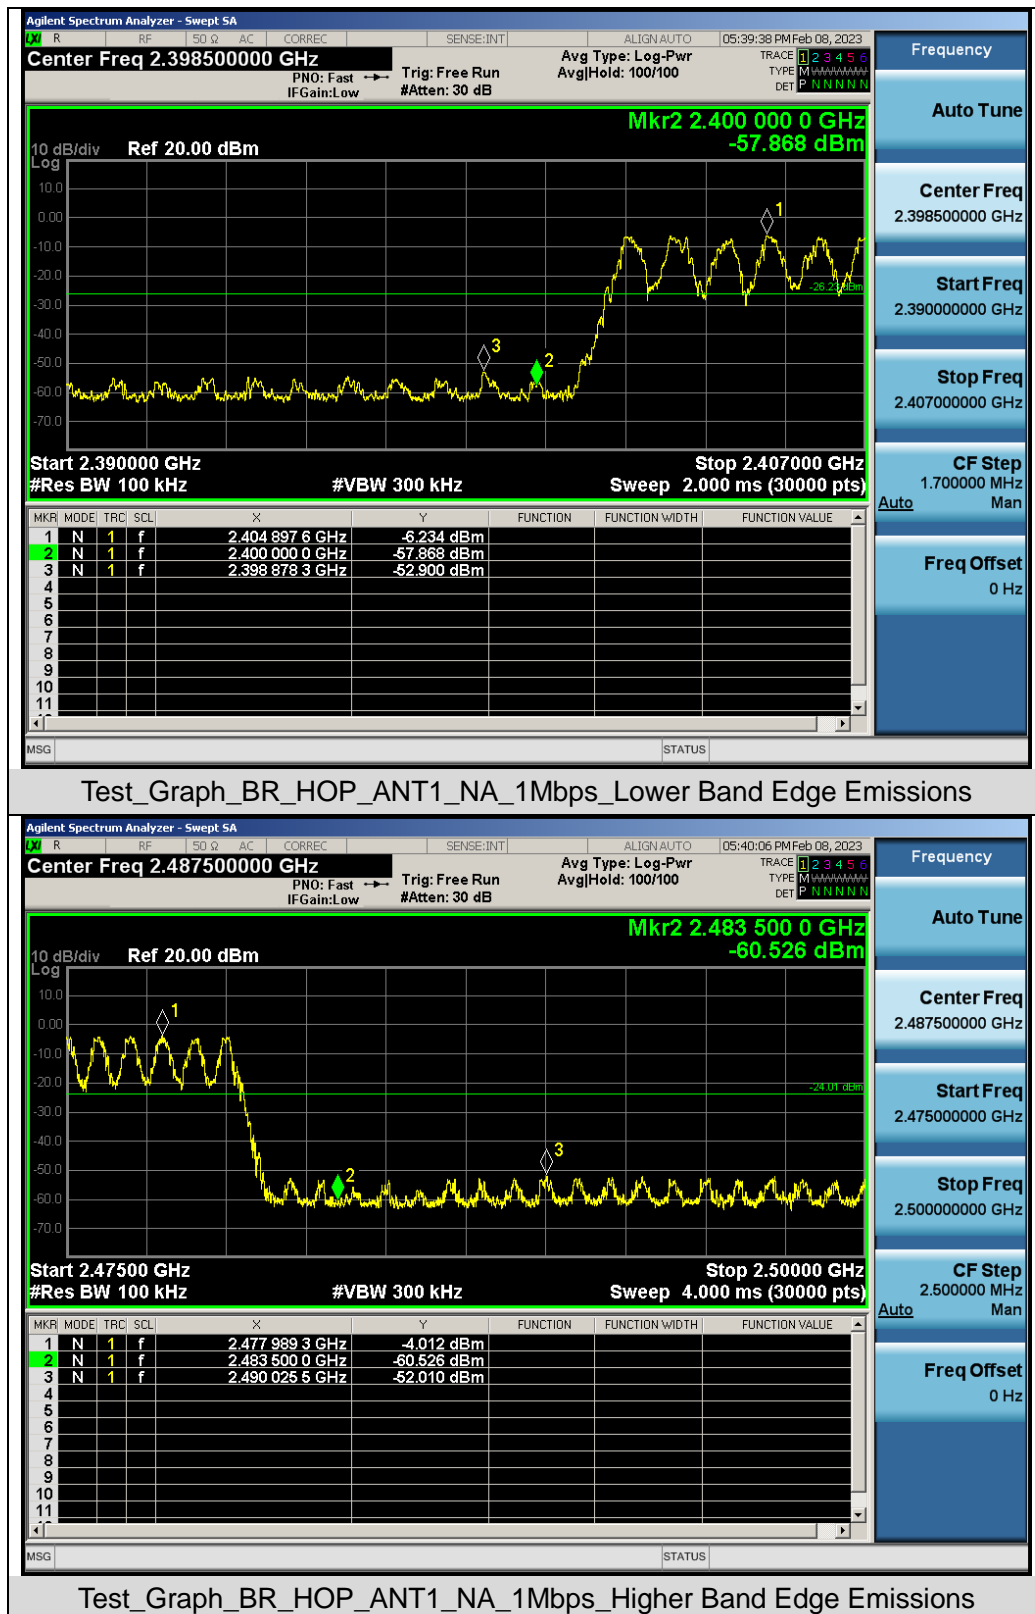 Agilent Spectrum Analyzer - Swept SA
LXI R RF 50 Ω AC CORREC SENSE:INT ALIGN AUTO 05:39:38 PM Feb 08, 2023
Center Freq 2.398500000 GHz
PNO: Fast
IFGain:Low
Trig: Free Run
#Atten: 30 dB
Avg Type: Log-Pwr
Avg|Hold: 100/100
TRACE 1 2 3 4 5 6
TYPE M
DET P N N N N N
Frequency
Auto Tune
Center Freq
2.398500000 GHz
Start Freq
2.390000000 GHz
Stop Freq
2.407000000 GHz
CF Step
1.700000 MHz
Auto Man
Freq Offset
0 Hz
Mkr2 2.400 000 0 GHz
-57.868 dBm
10 dB/div Ref 20.00 dBm
Log
10.0
0.00
-10.0
-20.0
-30.0
-40.0
-50.0
-60.0
-70.0
1
2
3
-26.23 dBm
Start 2.390000 GHz Stop 2.407000 GHz
#Res BW 100 kHz #VBW 300 kHz Sweep 2.000 ms (30000 pts)
MKR MODE TRC SCL X Y FUNCTION FUNCTION WIDTH FUNCTION VALUE
1 N 1 f 2.404 897 6 GHz -6.234 dBm
2 N 1 f 2.400 000 0 GHz -57.868 dBm
3 N 1 f 2.398 878 3 GHz -52.900 dBm
4
5
6
7
8
9
10
11
MSG STATUS
Test_Graph_BR_HOP_ANT1_NA_1Mbps_Lower Band Edge Emissions
Agilent Spectrum Analyzer - Swept SA
LXI R RF 50 Ω AC CORREC SENSE:INT ALIGN AUTO 05:40:06 PM Feb 08, 2023
Center Freq 2.487500000 GHz
PNO: Fast
IFGain:Low
Trig: Free Run
#Atten: 30 dB
Avg Type: Log-Pwr
Avg|Hold: 100/100
TRACE 1 2 3 4 5 6
TYPE M
DET P N N N N N
Frequency
Auto Tune
Center Freq
2.487500000 GHz
Start Freq
2.475000000 GHz
Stop Freq
2.500000000 GHz
CF Step
2.500000 MHz
Auto Man
Freq Offset
0 Hz
Mkr2 2.483 500 0 GHz
-60.526 dBm
10 dB/div Ref 20.00 dBm
Log
10.0
0.00
-10.0
-20.0
-30.0
-40.0
-50.0
-60.0
-70.0
1
2
3
-24.01 dBm
Start 2.47500 GHz Stop 2.50000 GHz
#Res BW 100 kHz #VBW 300 kHz Sweep 4.000 ms (30000 pts)
MKR MODE TRC SCL X Y FUNCTION FUNCTION WIDTH FUNCTION VALUE
1 N 1 f 2.477 989 3 GHz -4.012 dBm
2 N 1 f 2.483 500 0 GHz -60.526 dBm
3 N 1 f 2.490 025 5 GHz -52.010 dBm
4
5
6
7
8
9
10
11
MSG STATUS
Test_Graph_BR_HOP_ANT1_NA_1Mbps_Higher Band Edge Emissions